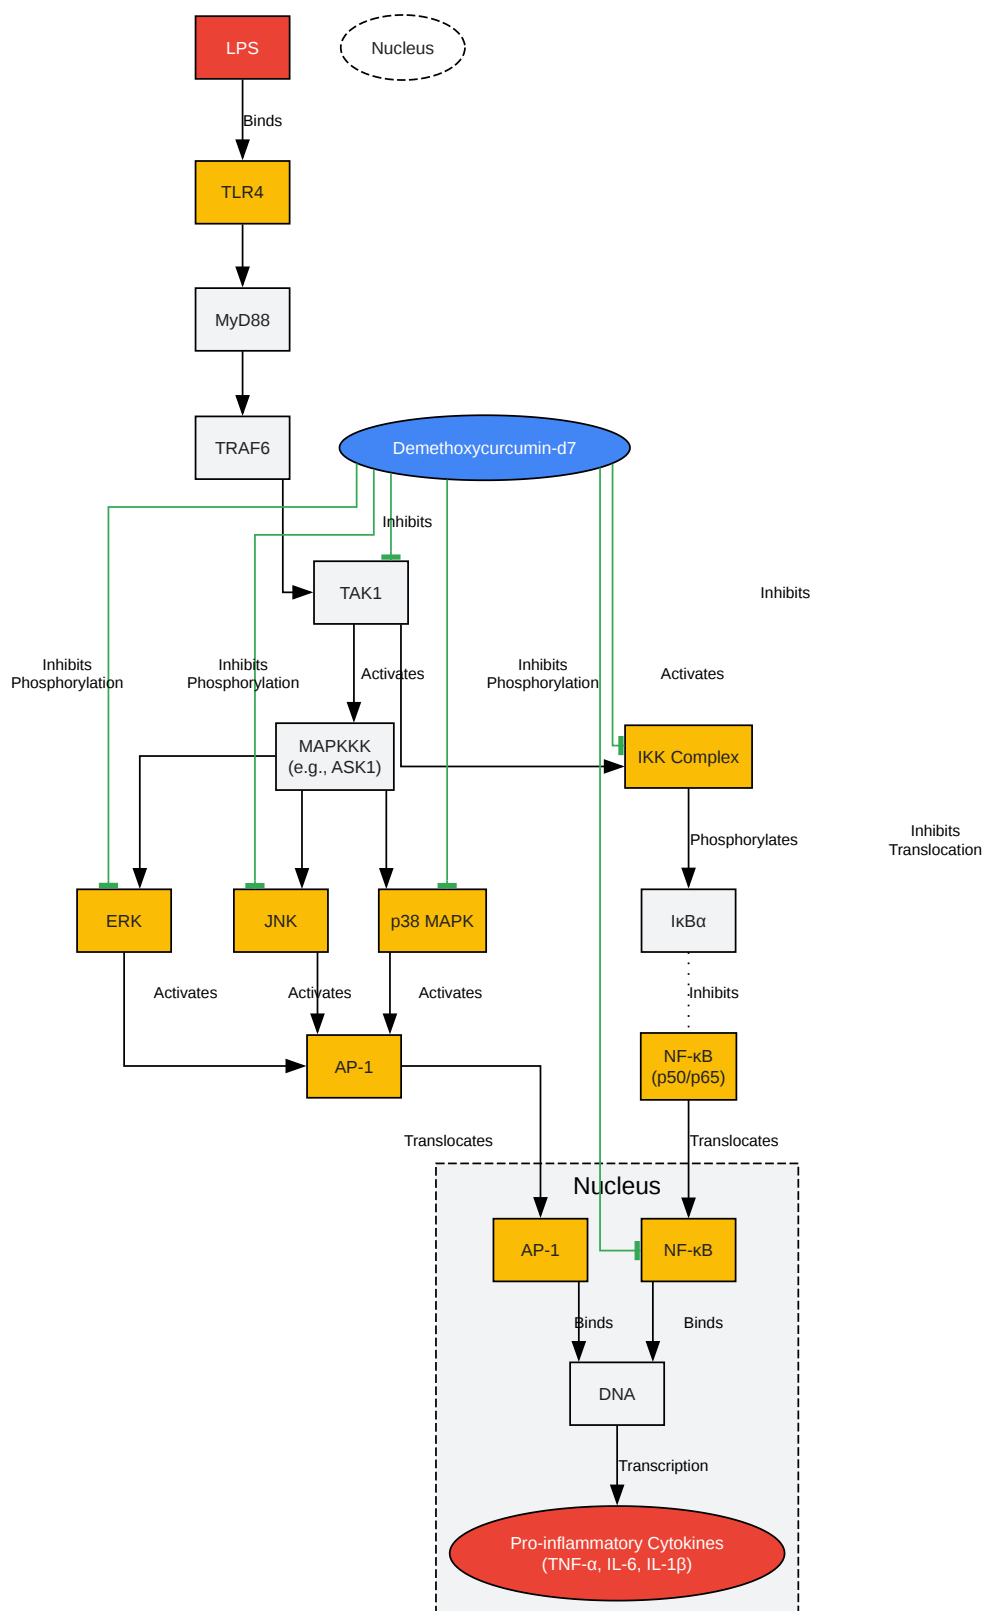 LPS
Nucleus
Binds
TLR4
MyD88
TRAF6
Demethoxycurcumin-d7
Inhibits
TAK1
Inhibits
Inhibits
Phosphorylation
Inhibits
Phosphorylation
Activates
Inhibits
Phosphorylation
Activates
MAPKKK
(e.g., ASK1)
IKK Complex
Phosphorylates
Inhibits
Translocation
ERK
JNK
p38 MAPK
IκBα
Activates
Activates
Activates
Inhibits
AP-1
NF-κB
(p50/p65)
Translocates
Translocates
Nucleus
AP-1
NF-κB
Binds
Binds
DNA
Transcription
Pro-inflammatory Cytokines
(TNF-α, IL-6, IL-1β)